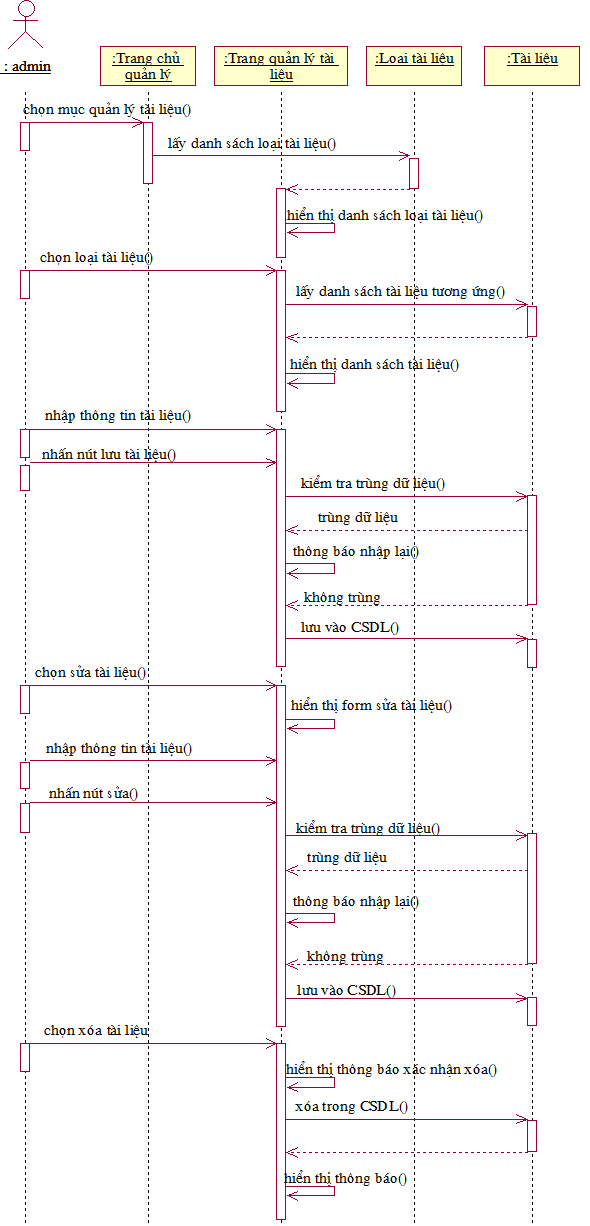 : admin
:Trang chủ
quản lý
:Trang quản lý tài
liệu
:Loại tài liệu
:Tài liệu
chọn mục quản lý tài liệu()
lấy danh sách loại tài liệu()
hiển thị danh sách loại tài liệu()
chọn loại tài liệu()
lấy danh sách tài liệu tương ứng()
hiển thị danh sách tài liệu()
nhập thông tin tài liệu()
nhấn nút lưu tài liệu()
kiểm tra trùng dữ liệu()
trùng dữ liệu
thông báo nhập lại()
không trùng
lưu vào CSDL()
chọn sửa tài liệu()
hiển thị form sửa tài liệu()
nhập thông tin tài liệu()
nhấn nút sửa()
kiểm tra trùng dữ liệu()
trùng dữ liệu
thông báo nhập lại()
không trùng
lưu vào CSDL()
chọn xóa tài liệu
hiển thị thông báo xác nhận xóa()
xóa trong CSDL()
hiển thị thông báo()